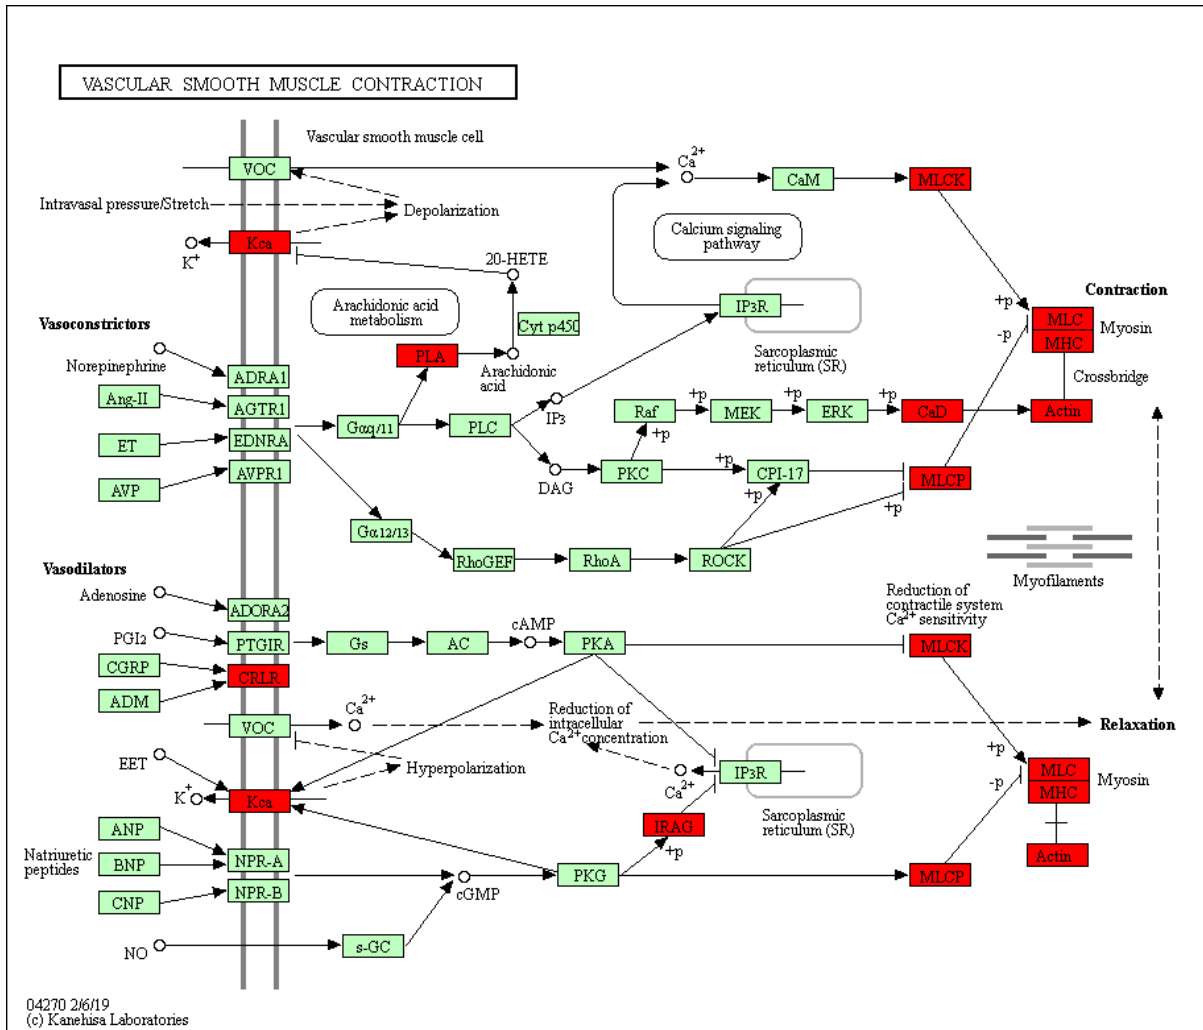 VASCULAR SMOOTH MUSCLE CONTRACTION
Vascular smooth muscle cell
VOC
Ca2+
CaM
MLCK
Intravasal pressure/Stretch
Depolarization
Calcium signaling
pathway
Kca
K+
20-HETE
Arachidonic acid
metabolism
Cyt p450
IP3R
+p
Contraction
MLC
Myosin
-p
MHC
Vasoconstrictors
Norepinephrine
PLA
Arachidonic
acid
Sarcoplasmic
reticulum (SR)
Crossbridge
ADRA1
Ang-II
AGTR1
IP3
Raf
+p
MEK
+p
ERK
+p
CaD
Actin
ET
EDNRA
Gαq/11
PLC
+p
AVP
AVPR1
DAG
PKC
+p
CPI-17
MLCP
+p
+p
Gα12/13
RhoGEF
RhoA
ROCK
Myofilaments
Vasodilators
Adenosine
ADORA2
Reduction of
contractile system
Ca2+ sensitivity
PGI2
PTGIR
Gs
AC
cAMP
PKA
MLCK
CGRP
CRLR
ADM
VOC
Ca2+
Reduction of
intracellular
Ca2+ concentration
Relaxation
EET
Hyperpolarization
Ca2+
IP3R
+p
MLC
Myosin
-p
MHC
K+
Kca
Sarcoplasmic
reticulum (SR)
ANP
IRAG
+p
Natriuretic
peptides
BNP
NPR-A
Actin
CNP
NPR-B
cGMP
PKG
MLCP
NO
s-GC
04270 2/6/19
(c) Kanehisa Laboratories